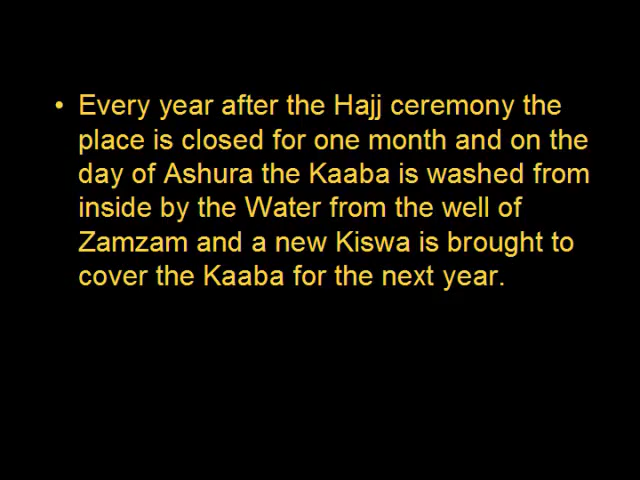 • Every year after the Hajj ceremony the
place is closed for one month and on the
day of Ashura the Kaaba is washed from
inside by the Water from the well of
Zamzam and a new Kiswa is brought to
cover the Kaaba for the next year.